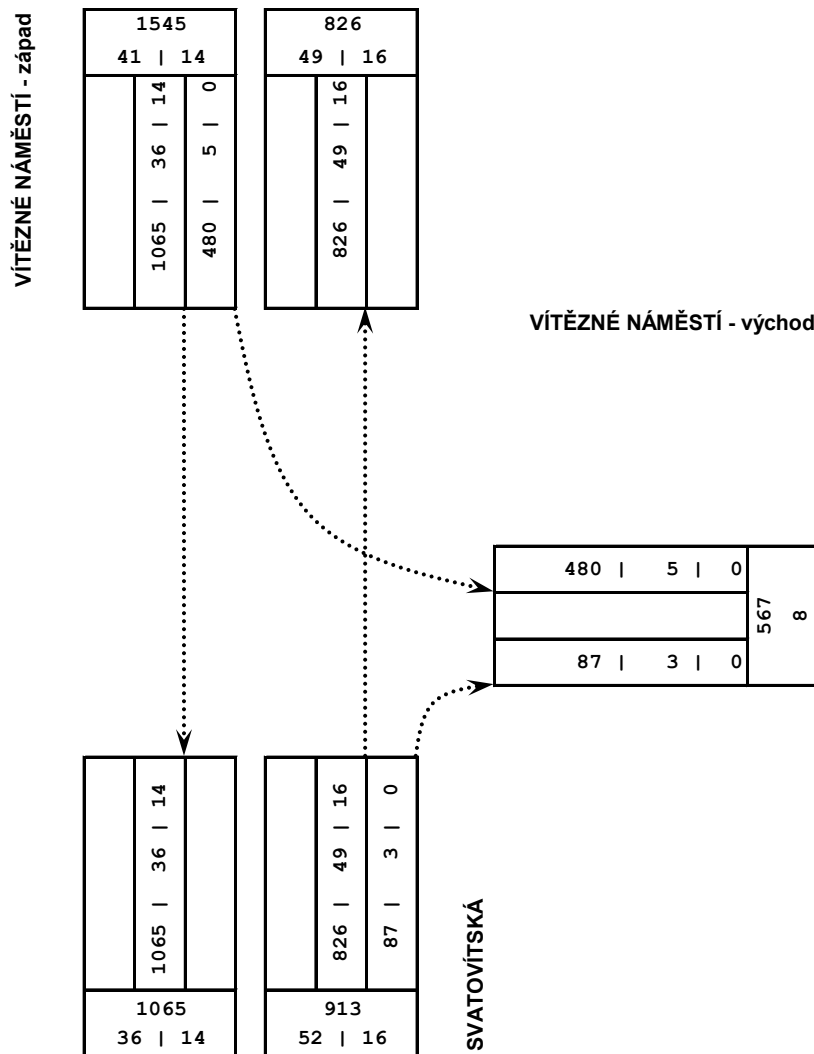 VÍTĚZNÉ NÁMĚSTÍ - západ
1545
41 | 14
1065 | 36 | 14
480 | 5 | 0
826
49 | 16
826 | 49 | 16
VÍTĚZNÉ NÁMĚSTÍ - východ
480 | 5 | 0
87 | 3 | 0
567
8
1065 | 36 | 14
1065
36 | 14
826 | 49 | 16
87 | 3 | 0
913
52 | 16
SVATOVÍTSKÁ